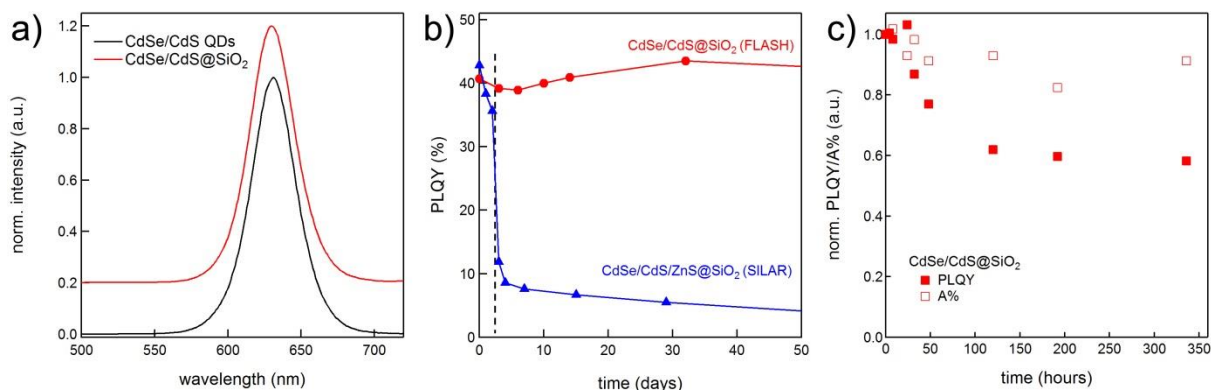 a)
norm. intensity (a.u.)
1.2
1.0
0.8
0.6
0.4
0.2
0.0
CdSe/CdS QDs
CdSe/CdS@SiO₂
500 550 600 650 700
wavelength (nm)
b)
PLQY (%)
50
40
30
20
10
0
CdSe/CdS@SiO₂ (FLASH)
CdSe/CdS/ZnS@SiO₂ (SILAR)
0 10 20 30 40 50
time (days)
c)
norm. PLQY/A% (a.u.)
1.0
0.8
0.6
0.4
0.2
0.0
CdSe/CdS@SiO₂
PLQY
A%
0 50 100 150 200 250 300 350
time (hours)